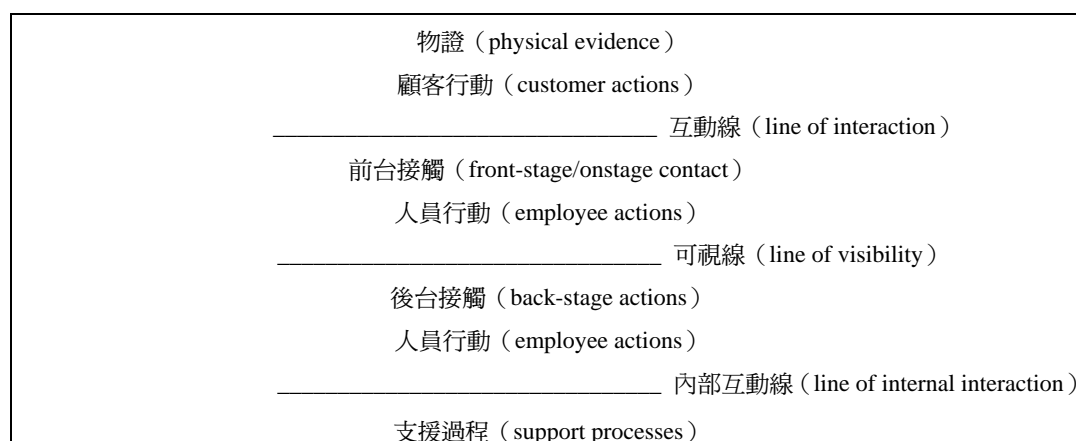 物證（physical evidence）
顧客行動（customer actions）
________________________________ 互動線（line of interaction）
前台接觸（front-stage/onstage contact）
人員行動（employee actions）
________________________________ 可視線（line of visibility）
後台接觸（back-stage actions）
人員行動（employee actions）
________________________________ 內部互動線（line of internal interaction）
支援過程（support processes）